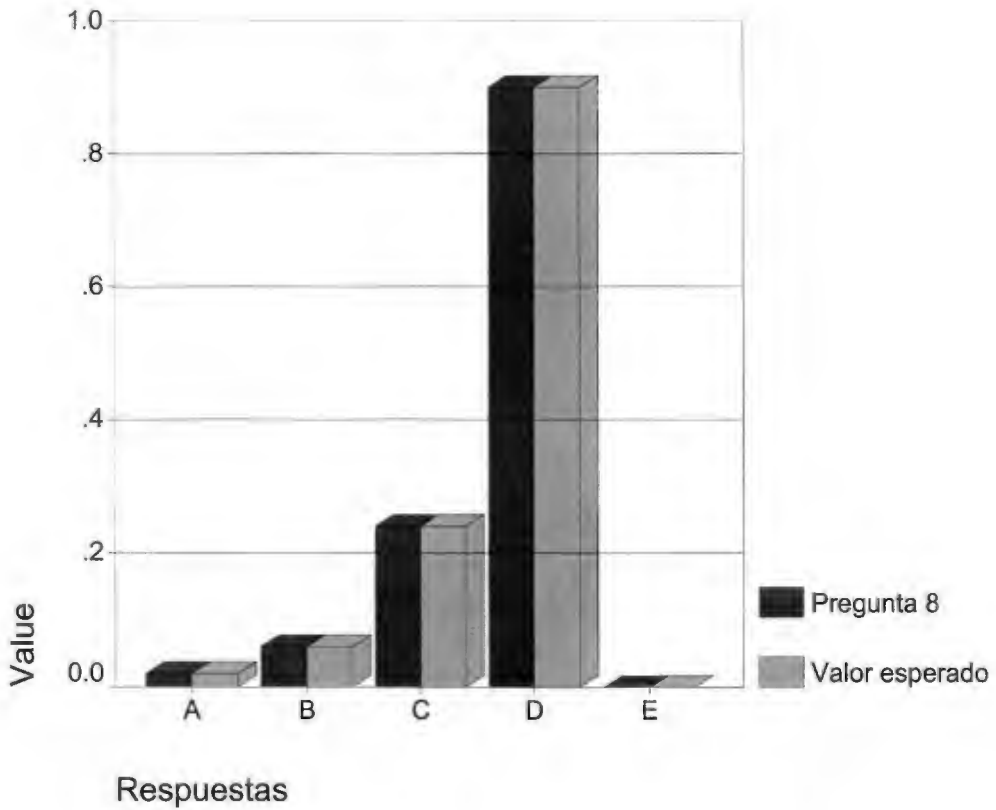 1.0
.8
.6
.4
.2
0.0
Value
A B C D E
Respuestas
Pregunta 8
Valor esperado